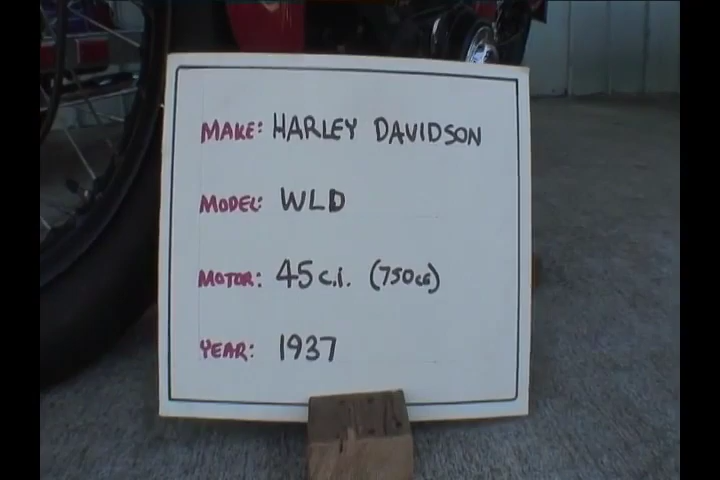 MAKE: HARLEY DAVIDSON
MODEL: WLD
MOTOR: 45 c.i. (750cc)
YEAR: 1937